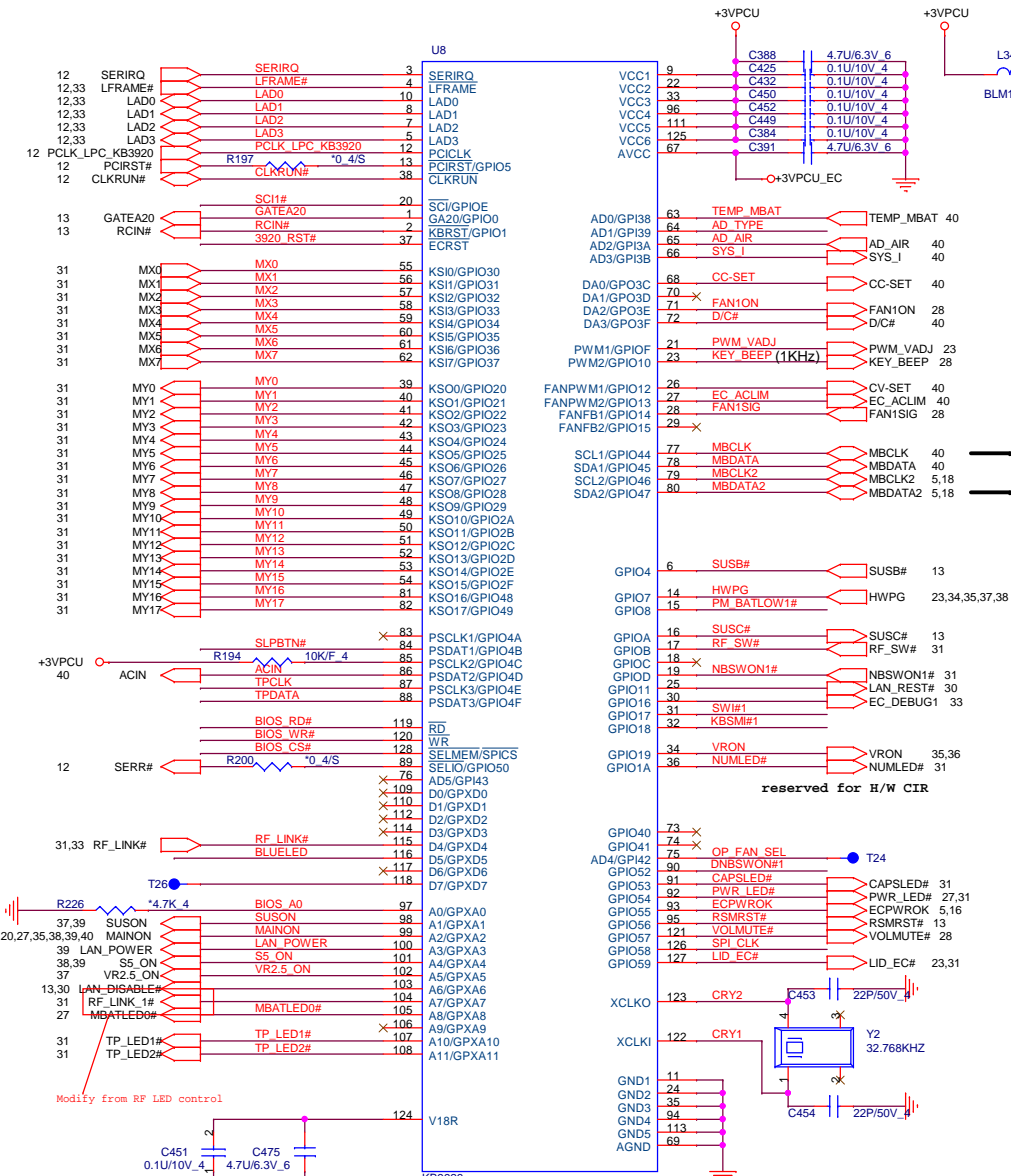 +3VPCU +3VPCU
U8
L34
BLM1
C388 4.7U/6.3V_6
C425 0.1U/10V_4
C432 0.1U/10V_4
C450 0.1U/10V_4
C452 0.1U/10V_4
C449 0.1U/10V_4
C384 0.1U/10V_4
C391 4.7U/6.3V_6
+3VPCU_EC
12 SERIRQ SERIRQ 3 SERIRQ VCC1 9
12,33 LFRAME# LFRAME# 4 LFRAME VCC2 22
12,33 LAD0 LAD0 10 LAD0 VCC3 33
12,33 LAD1 LAD1 8 LAD1 VCC4 96
12,33 LAD2 LAD2 7 LAD2 VCC5 111
12,33 LAD3 LAD3 5 LAD3 VCC6 125
12 PCLK_LPC_KB3920 PCLK_LPC_KB3920 12 PCICLK AVCC 67
12 PCIRST# R197 *0_4/S 13 PCIRST/GPIO5
12 CLKRUN# CLKRUN# 38 CLKRUN
SCI1# 20 SCI/GPIOE
13 GATEA20 GATEA20 1 GA20/GPIO0
13 RCIN# RCIN# 2 KBRST/GPIO1
3920_RST# 37 ECRST
AD0/GPI38 63 TEMP_MBAT TEMP_MBAT 40
AD1/GPI39 64 AD_TYPE
AD2/GPI3A 65 AD_AIR AD_AIR 40
AD3/GPI3B 66 SYS_I SYS_I 40
31 MX0 MX0 55 KSI0/GPIO30
31 MX1 MX1 56 KSI1/GPIO31
31 MX2 MX2 57 KSI2/GPIO32
31 MX3 MX3 58 KSI3/GPIO33
31 MX4 MX4 59 KSI4/GPIO34
31 MX5 MX5 60 KSI5/GPIO35
31 MX6 MX6 61 KSI6/GPIO36
31 MX7 MX7 62 KSI7/GPIO37
DA0/GPO3C 68 CC-SET CC-SET 40
DA1/GPO3D 70
DA2/GPO3E 71 FAN1ON FAN1ON 28
DA3/GPO3F 72 D/C# D/C# 40
PWM1/GPIOF 21 PWM_VADJ PWM_VADJ 23
PWM2/GPIO10 23 KEY_BEEP (1KHz) KEY_BEEP 28
31 MY0 MY0 39 KSO0/GPIO20
31 MY1 MY1 40 KSO1/GPIO21
31 MY2 MY2 41 KSO2/GPIO22
31 MY3 MY3 42 KSO3/GPIO23
31 MY4 MY4 43 KSO4/GPIO24
31 MY5 MY5 44 KSO5/GPIO25
31 MY6 MY6 45 KSO6/GPIO26
31 MY7 MY7 46 KSO7/GPIO27
31 MY8 MY8 47 KSO8/GPIO28
31 MY9 MY9 48 KSO9/GPIO29
31 MY10 MY10 49 KSO10/GPIO2A
31 MY11 MY11 50 KSO11/GPIO2B
31 MY12 MY12 51 KSO12/GPIO2C
31 MY13 MY13 52 KSO13/GPIO2D
31 MY14 MY14 53 KSO14/GPIO2E
31 MY15 MY15 54 KSO15/GPIO2F
31 MY16 MY16 81 KSO16/GPIO48
31 MY17 MY17 82 KSO17/GPIO49
FANPWM1/GPIO12 26 CV-SET 40
FANPWM2/GPIO13 27 EC_ACLIM EC_ACLIM 40
FANFB1/GPIO14 28 FAN1SIG FAN1SIG 28
FANFB2/GPIO15 29
SCL1/GPIO44 77 MBCLK MBCLK 40
SDA1/GPIO45 78 MBDATA MBDATA 40
SCL2/GPIO46 79 MBCLK2 MBCLK2 5,18
SDA2/GPIO47 80 MBDATA2 MBDATA2 5,18
GPIO4 6 SUSB# SUSB# 13
GPIO7 14 HWPG HWPG 23,34,35,37,38
GPIO8 15 PM_BATLOW1#
GPIOA 16 SUSC# SUSC# 13
GPIOB 17 RF_SW# RF_SW# 31
GPIOC 18
GPIOD 19 NBSWON1# NBSWON1# 31
GPIO11 25 LAN_REST# 30
GPIO16 30 EC_DEBUG1 33
GPIO17 31 SWI#1
GPIO18 32 KBSMI#1
GPIO19 34 VRON VRON 35,36
GPIO1A 36 NUMLED# NUMLED# 31
reserved for H/W CIR
83 PSCLK1/GPIO4A
SLPBTN# 84 PSDAT1/GPIO4B
+3VPCU R194 10K/F_4 85 PSCLK2/GPIO4C
40 ACIN ACIN 86 PSDAT2/GPIO4D
TPCLK 87 PSCLK3/GPIO4E
TPDATA 88 PSDAT3/GPIO4F
BIOS_RD# 119 RD
BIOS_WR# 120 WR
BIOS_CS# 128 SELMEM/SPICS
12 SERR# R200 *0_4/S 89 SELIO/GPIO50
76 AD5/GPI43
109 D0/GPXD0
110 D1/GPXD1
112 D2/GPXD2
114 D3/GPXD3
31,33 RF_LINK# RF_LINK# 115 D4/GPXD4
BLUELED 116 D5/GPXD5
117 D6/GPXD6
T26 118 D7/GPXD7
GPIO40 73
GPIO41 74
AD4/GPI42 75 OP_FAN_SEL T24
GPIO52 90 DNBSWON#1
GPIO53 91 CAPSLED# CAPSLED# 31
GPIO54 92 PWR_LED# PWR_LED# 27,31
GPIO55 93 ECPWROK ECPWROK 5,16
GPIO56 95 RSMRST# RSMRST# 13
GPIO57 121 VOLMUTE# VOLMUTE# 28
GPIO58 126 SPI_CLK
GPIO59 127 LID_EC# LID_EC# 23,31
R226 *4.7K_4 BIOS_A0 97 A0/GPXA0
37,39 SUSON SUSON 98 A1/GPXA1
20,27,35,38,39,40 MAINON MAINON 99 A2/GPXA2
39 LAN_POWER LAN_POWER 100 A3/GPXA3
38,39 S5_ON S5_ON 101 A4/GPXA4
37 VR2.5_ON VR2.5_ON 102 A5/GPXA5
13,30 LAN_DISABLE# 103 A6/GPXA6
31 RF_LINK_1# 104 A7/GPXA7
27 MBATLED0# MBATLED0# 105 A8/GPXA8
106 A9/GPXA9
31 TP_LED1# TP_LED1# 107 A10/GPXA10
31 TP_LED2# TP_LED2# 108 A11/GPXA11
Modify from RF LED control
XCLKO 123 CRY2 C453 22P/50V_4
4 3
Y2
32.768KHZ
XCLKI 122 CRY1
1 2
C454 22P/50V_4
GND1 11
GND2 24
GND3 35
GND4 94
GND5 113
AGND 69
124 V18R
2
1
C451 0.1U/10V_4
C475 4.7U/6.3V_6